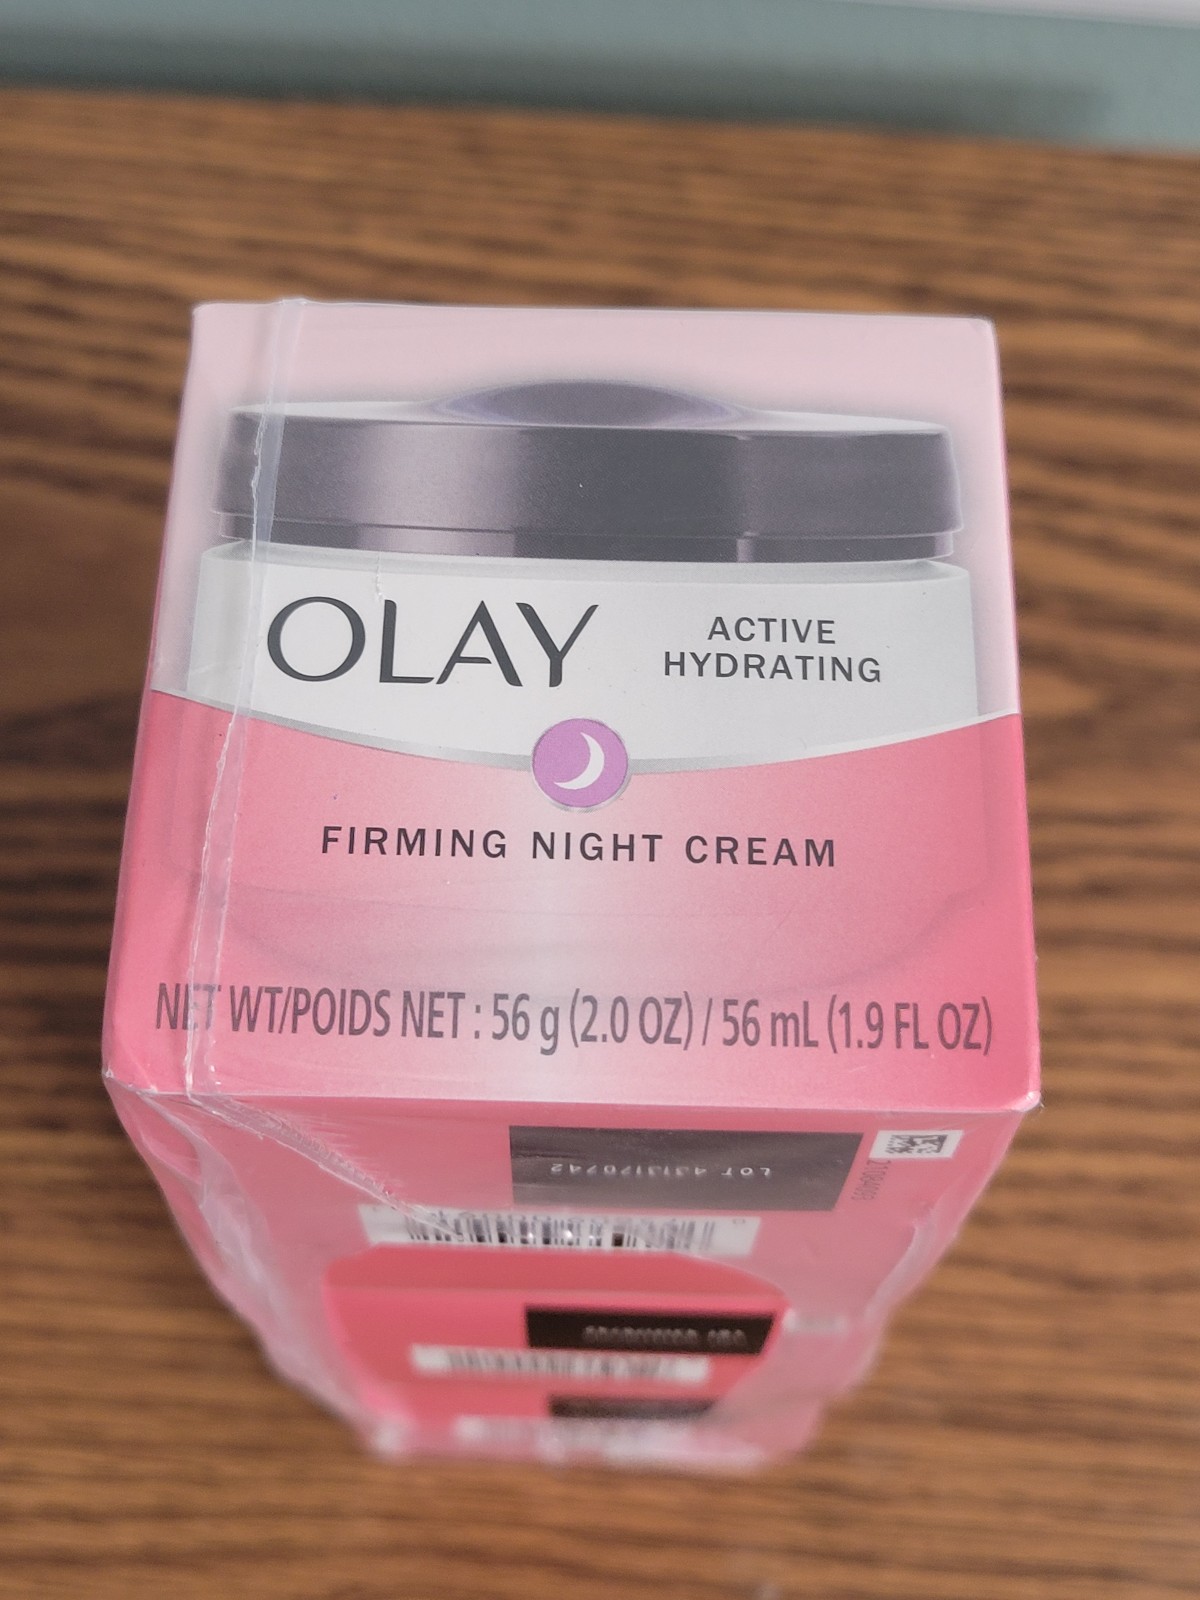 OLAY
ACTIVE
HYDRATING
FIRMING NIGHT CREAM
NET WT/POIDS NET : 56 g (2.0 OZ) / 56 mL (1.9 FL OZ)
LOT